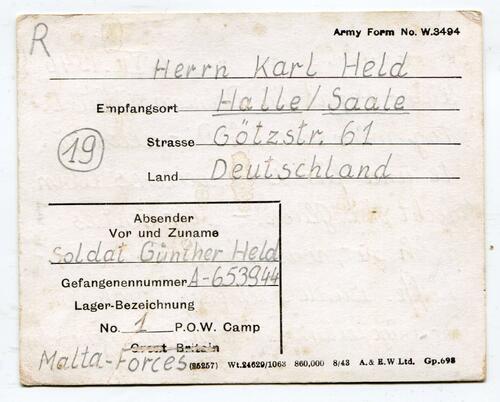 R
Army Form No. W.3494
Herrn Karl Held
Empfangsort Halle/Saale
Strasse Götzstr. 61
19
Land Deutschland
Absender
Vor und Zuname
Soldat Günther Held
Gefangenennummer A-653944
Lager-Bezeichnung
No. 1 P.O.W. Camp
Great Britain
Malta-Forces
(25257) Wt.24629/1063 860,000 8/43 A. & E.W Ltd. Gp.698